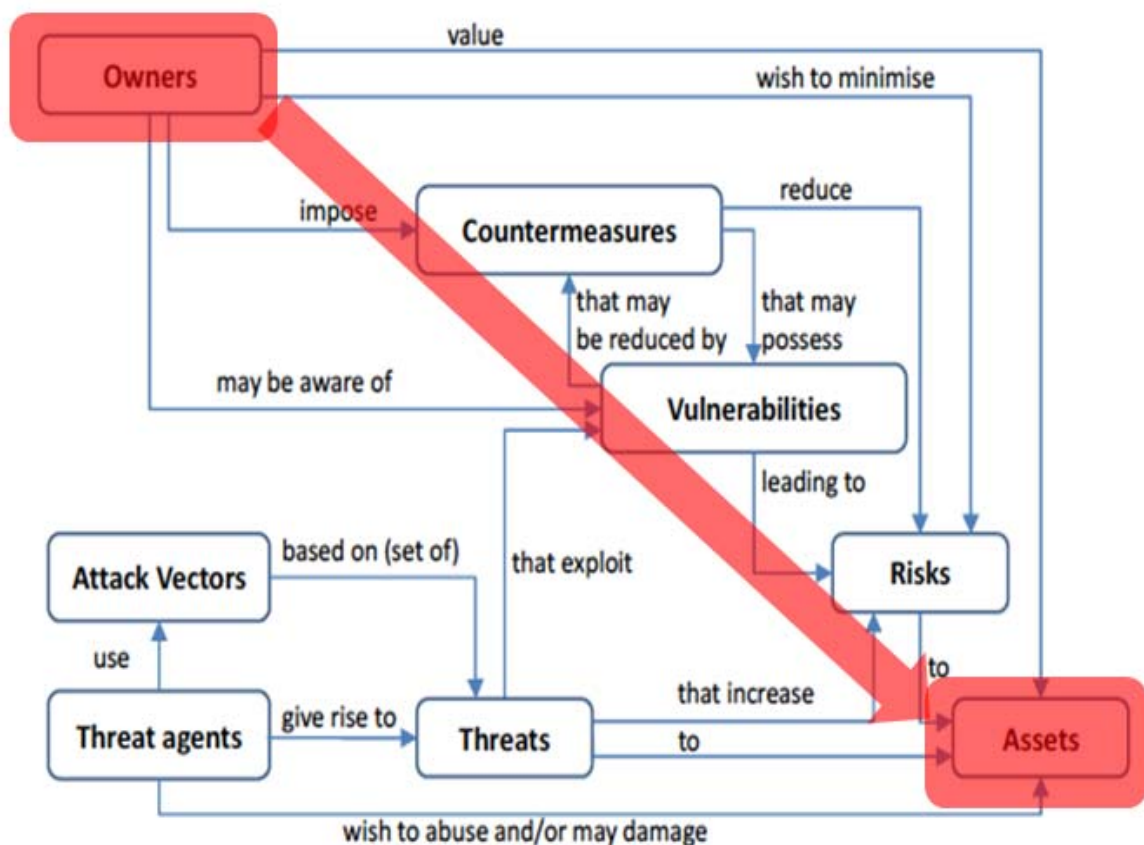 value
Owners
wish to minimise
reduce
impose
Countermeasures
that may
be reduced by
that may
possess
may be aware of
Vulnerabilities
leading to
based on (set of)
that exploit
Attack Vectors
Risks
use
to
that increase
give rise to
Threat agents
Threats
to
Assets
wish to abuse and/or may damage